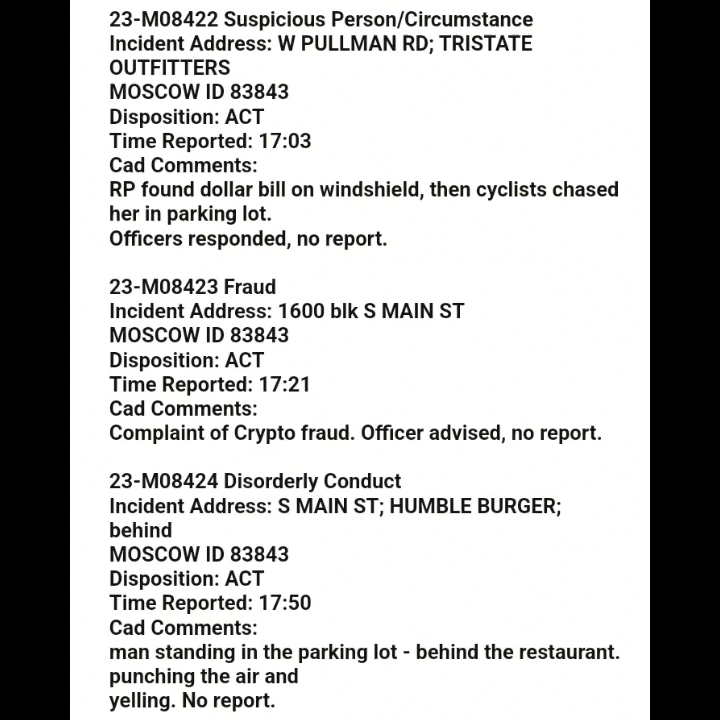 23-M08422 Suspicious Person/Circumstance
Incident Address: W PULLMAN RD; TRISTATE
OUTFITTERS
MOSCOW ID 83843
Disposition: ACT
Time Reported: 17:03
Cad Comments:
RP found dollar bill on windshield, then cyclists chased
her in parking lot.
Officers responded, no report.
23-M08423 Fraud
Incident Address: 1600 blk S MAIN ST
MOSCOW ID 83843
Disposition: ACT
Time Reported: 17:21
Cad Comments:
Complaint of Crypto fraud. Officer advised, no report.
23-M08424 Disorderly Conduct
Incident Address: S MAIN ST; HUMBLE BURGER;
behind
MOSCOW ID 83843
Disposition: ACT
Time Reported: 17:50
Cad Comments:
man standing in the parking lot - behind the restaurant.
punching the air and
yelling. No report.